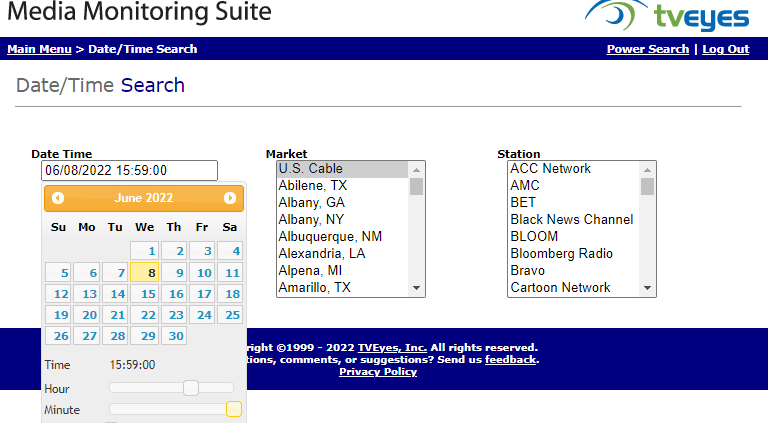 Media Monitoring Suite
tveyes
Main Menu > Date/Time Search
Power Search | Log Out
Date/Time Search
Date Time
06/08/2022 15:59:00
June 2022
Su Mo Tu We Th Fr Sa
1 2 3 4
5 6 7 8 9 10 11
12 13 14 15 16 17 18
19 20 21 22 23 24 25
26 27 28 29 30
Time 15:59:00
Hour
Minute
Market
U.S. Cable
Abilene, TX
Albany, GA
Albany, NY
Albuquerque, NM
Alexandria, LA
Alpena, MI
Amarillo, TX
Station
ACC Network
AMC
BET
Black News Channel
BLOOM
Bloomberg Radio
Bravo
Cartoon Network
©1999 - 2022 TVEyes, Inc. All rights reserved.
comments, or suggestions? Send us feedback.
Privacy Policy